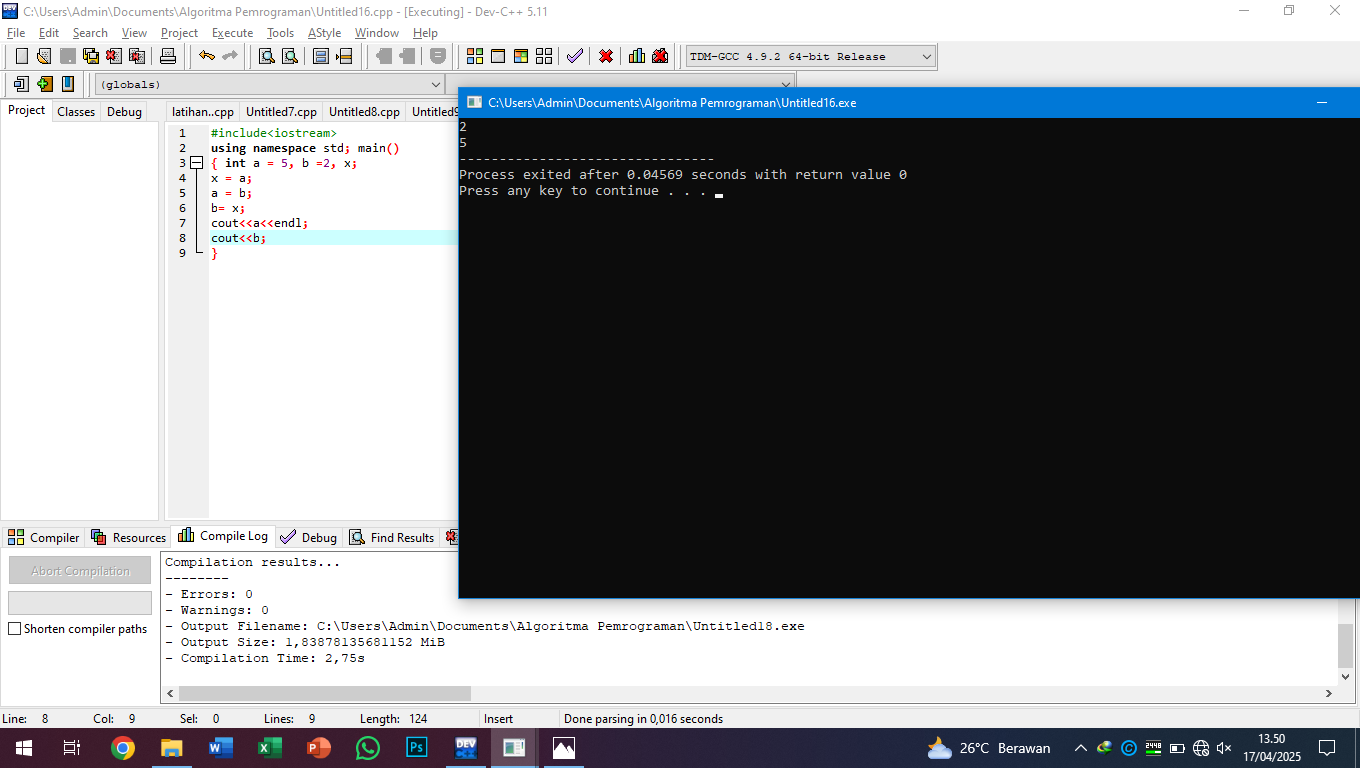 C:\Users\Admin\Documents\Algoritma Pemrograman\Untitled16.cpp - [Executing] - Dev-C++ 5.11
File Edit Search View Project Execute Tools AStyle Window Help
TDM-GCC 4.9.2 64-bit Release
(globals)
Project Classes Debug
latihan..cpp Untitled7.cpp Untitled8.cpp Untitled9
C:\Users\Admin\Documents\Algoritma Pemrograman\Untitled16.exe
1 #include<iostream>
2 using namespace std; main()
3 { int a = 5, b =2, x;
4 x = a;
5 a = b;
6 b= x;
7 cout<<a<<endl;
8 cout<<b;
9 }
2
5
--------------------------------
Process exited after 0.04569 seconds with return value 0
Press any key to continue . . .
Compiler Resources Compile Log Debug Find Results
Abort Compilation
Shorten compiler paths
Compilation results...
--------
- Errors: 0
- Warnings: 0
- Output Filename: C:\Users\Admin\Documents\Algoritma Pemrograman\Untitled18.exe
- Output Size: 1,83878135681152 MiB
- Compilation Time: 2,75s
Line: 8 Col: 9 Sel: 0 Lines: 9 Length: 124 Insert Done parsing in 0,016 seconds
26°C Berawan
13.50
17/04/2025